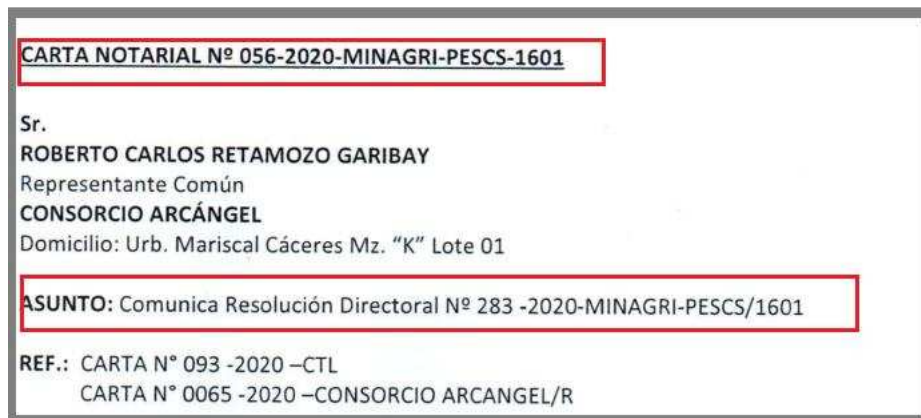 CARTA NOTARIAL Nº 056-2020-MINAGRI-PESCS-1601
Sr.
ROBERTO CARLOS RETAMOZO GARIBAY
Representante Común
CONSORCIO ARCÁNGEL
Domicilio: Urb. Mariscal Cáceres Mz. "K" Lote 01
ASUNTO: Comunica Resolución Directoral Nº 283 -2020-MINAGRI-PESCS/1601
REF.: CARTA N° 093 -2020 –CTL
CARTA N° 0065 -2020 –CONSORCIO ARCANGEL/R